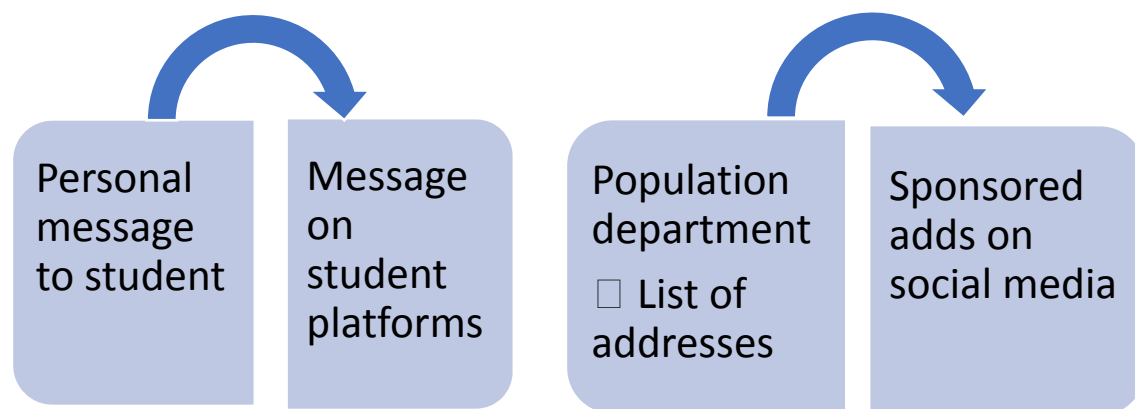 Personal
message
to student
Message
on
student
platforms
Population
department
□ List of
addresses
Sponsored
adds on
social media